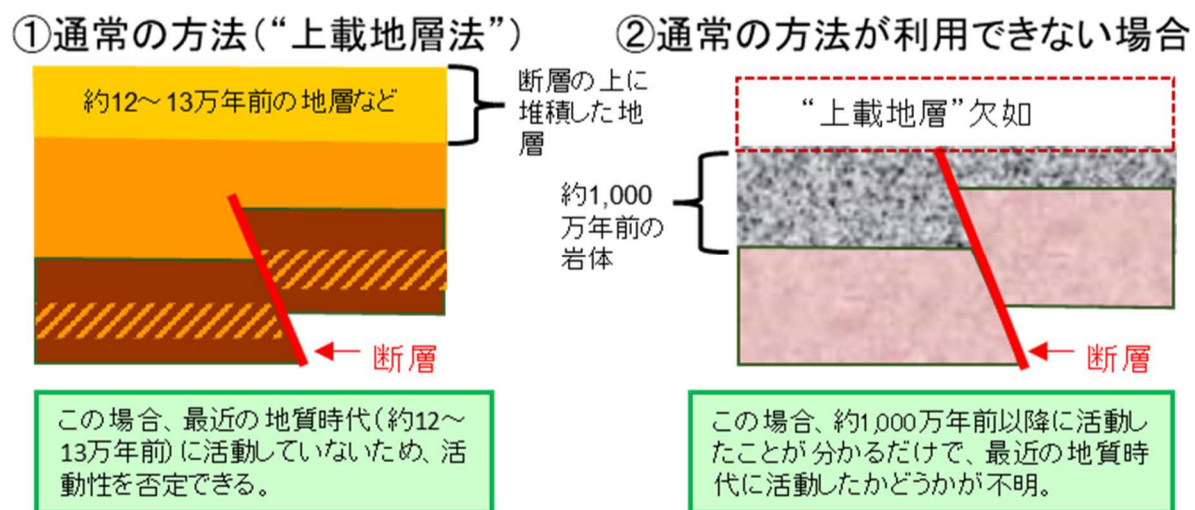 ①通常の方法(“上載地層法”)
約12～13万年前の地層など
断層の上に
堆積した地
層
断層
この場合、最近の地質時代(約12～
13万年前)に活動していないため、活
動性を否定できる。
②通常の方法が利用できない場合
“上載地層”欠如
約1,000
万年前の
岩体
断層
この場合、約1,000万年前以降に活動し
たことが分かるだけで、最近の地質時
代に活動したかどうかが不明。